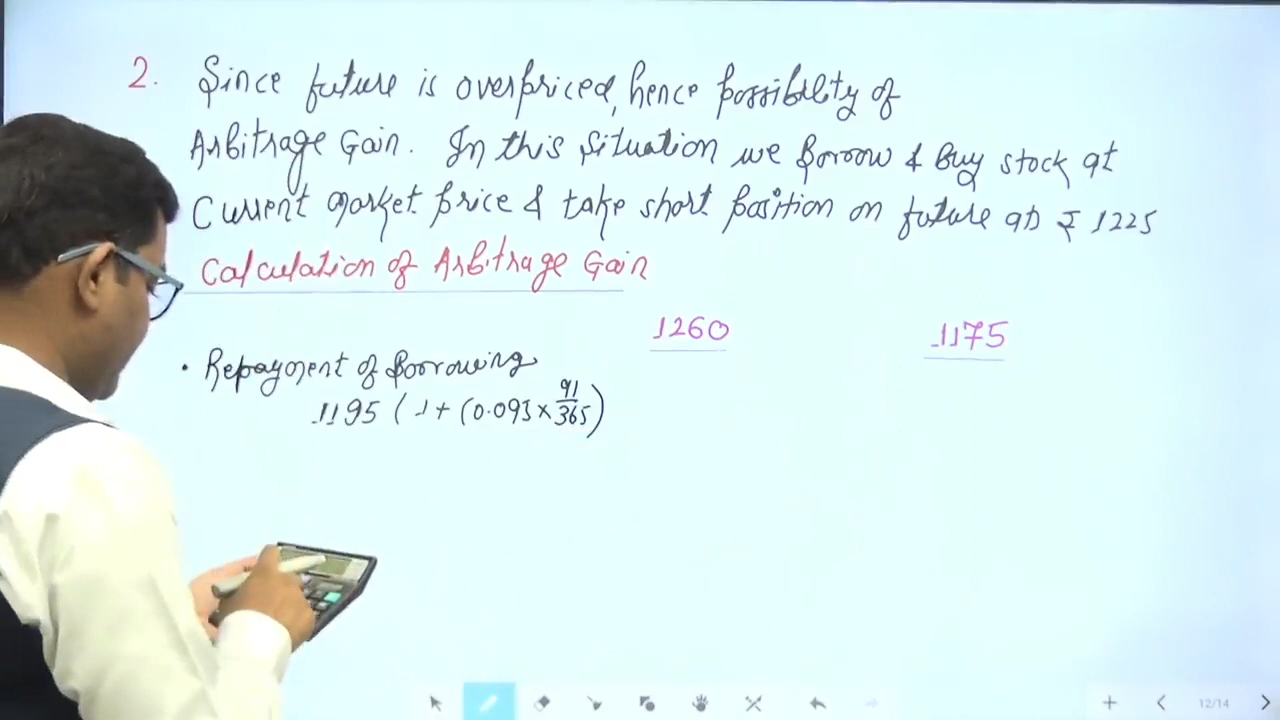 2. Since future is overpriced, hence possibility of
Arbitrage Gain. In this situation we borrow & Buy stock at
Current market price & take short position on future at ₹ 1225
Calculation of Arbitrage Gain
1260 1175
• Repayment of Borrowing
1195 (1 + (0.093 × 91/365)
12/14